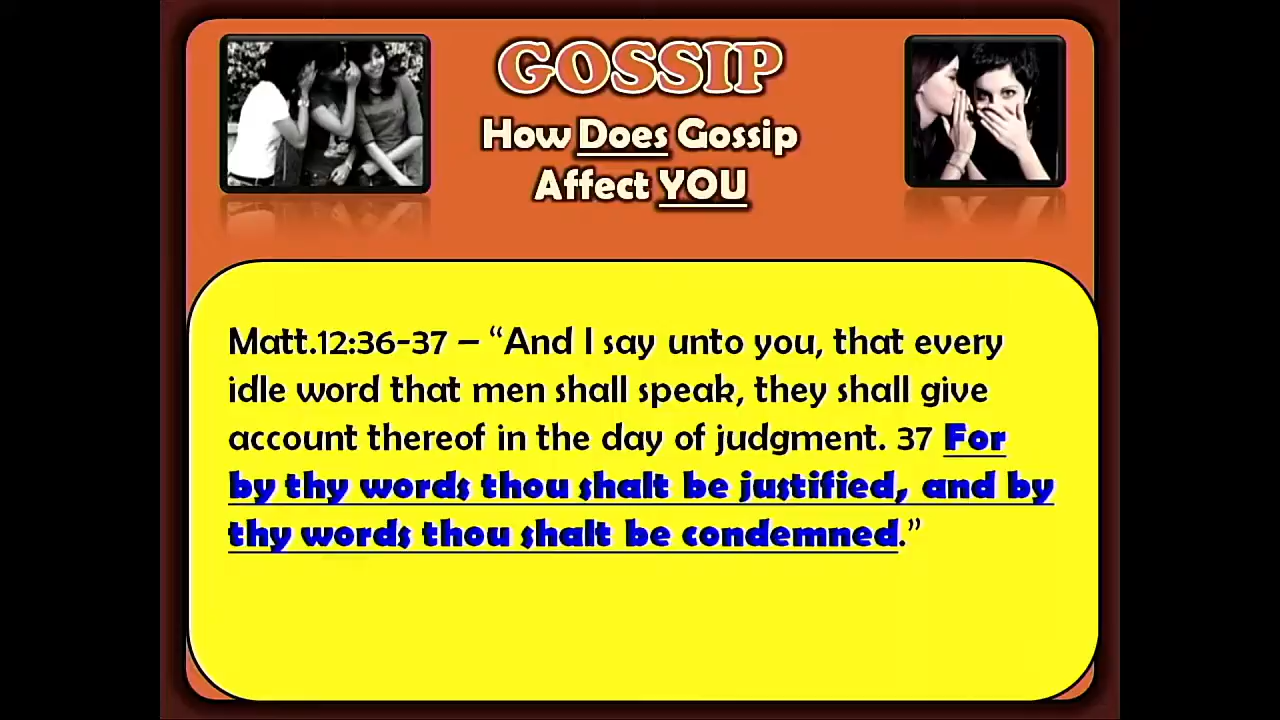 GOSSIP
How Does Gossip
Affect YOU
Matt.12:36-37 – “And I say unto you, that every
idle word that men shall speak, they shall give
account thereof in the day of judgment. 37 For
by thy words thou shalt be justified, and by
thy words thou shalt be condemned.”